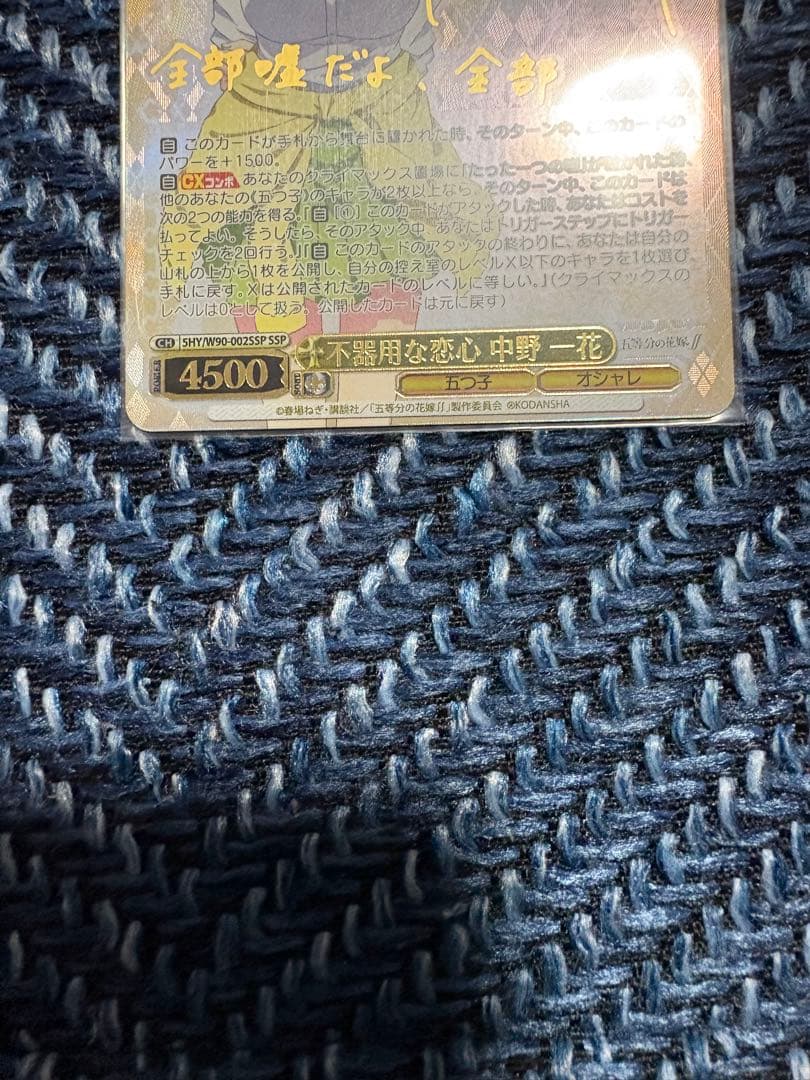 全部嘘だよ、全部
自 このカードが手札から舞台に置かれた時、そのターン中、このカードの
パワーを+1500。
自 CXコンボ あなたのクライマックス置場に「たった一つの
他のあなたの《五つ子》のキャラが2枚以上なら、そのターン中、このカードは
次の2つの能力を得る。『自［①］このカードがアタックした時、あなたはコストを
払ってよい。そうしたら、そのアタック中、あなたはトリガーステップにトリガー
チェックを2回行う。』『自 このカードのアタックの終わりに、あなたは自分の
山札の上から1枚を公開し、自分の控え室のレベルX以下のキャラを1枚選び、
手札に戻す。Xは公開されたカードのレベルに等しい。』(クライマックスの
レベルは0として扱う。公開したカードは元に戻す)
CH 5HY/W90-002SSP SSP 不器用な恋心 中野 一花 五等分の花嫁∬
POWER 4500 SOUL 五つ子 オシャレ
©春場ねぎ・講談社／「五等分の花嫁∬」製作委員会 ⓅKODANSHA